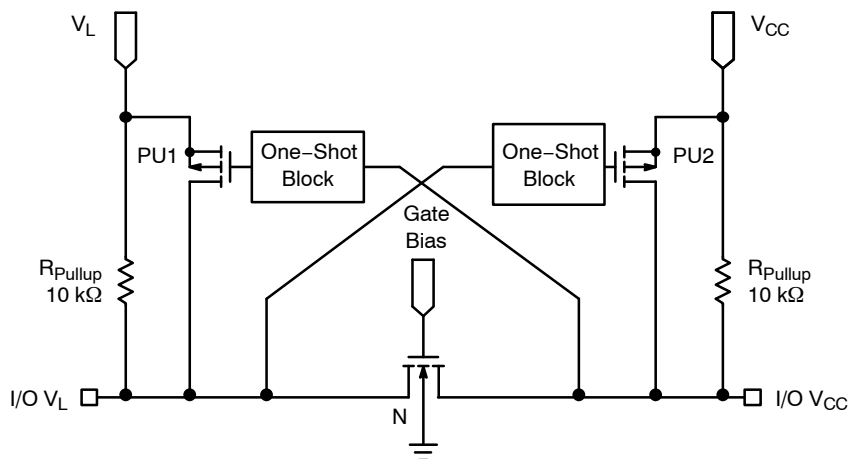 V_L
V_CC
PU1
One−Shot
Block
One−Shot
Block
PU2
Gate
Bias
R_Pullup
10 kΩ
R_Pullup
10 kΩ
I/O V_L
N
I/O V_CC